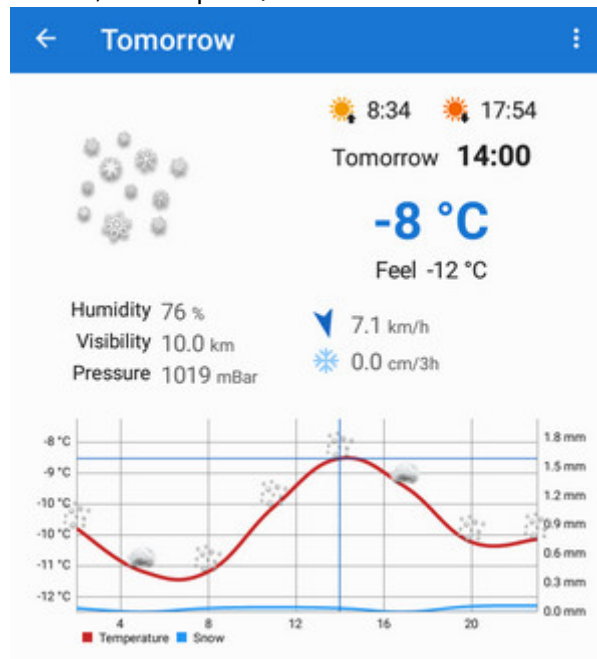 Tomorrow
8:34 17:54
Tomorrow 14:00
-8 °C
Feel -12 °C
Humidity 76 %
Visibility 10.0 km
Pressure 1019 mBar
7.1 km/h
0.0 cm/3h
-8 °C
-9 °C
-10 °C
-10 °C
-11 °C
-12 °C
1.8 mm
1.5 mm
1.2 mm
0.9 mm
0.6 mm
0.3 mm
0.0 mm
4 8 12 16 20
Temperature Snow